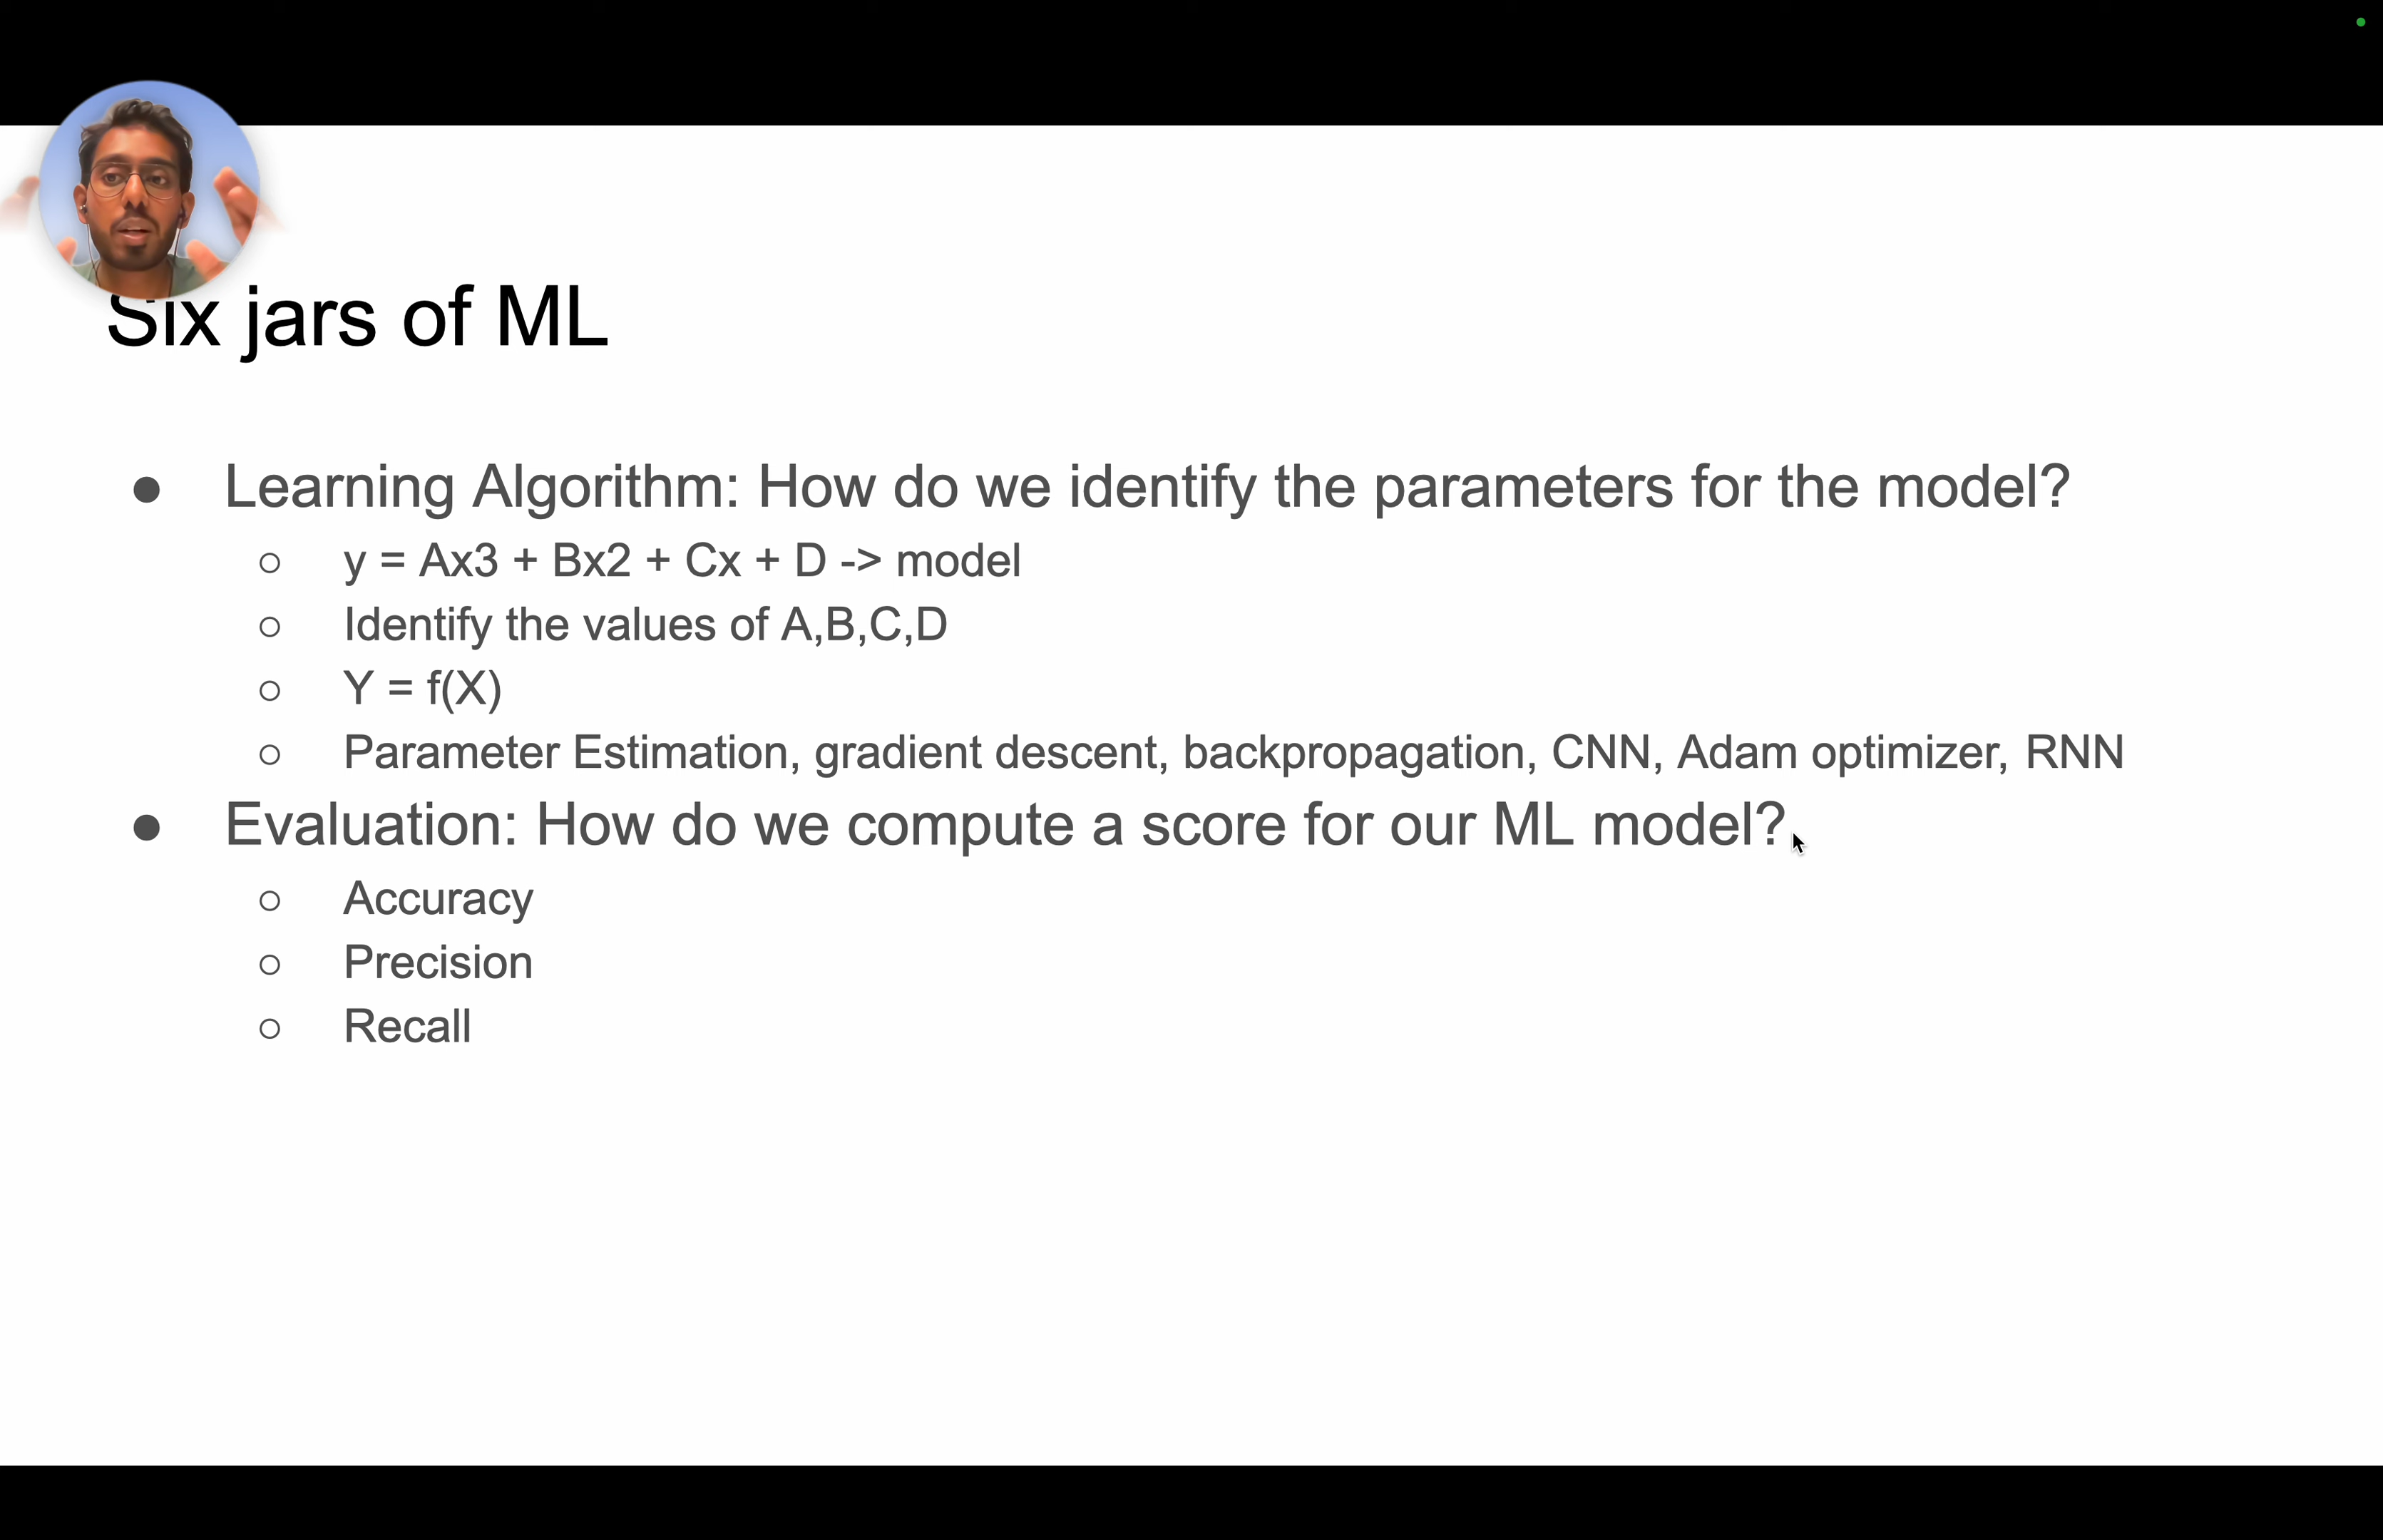 Six jars of ML
● Learning Algorithm: How do we identify the parameters for the model?
○ y = Ax3 + Bx2 + Cx + D -> model
○ Identify the values of A,B,C,D
○ Y = f(X)
○ Parameter Estimation, gradient descent, backpropagation, CNN, Adam optimizer, RNN
● Evaluation: How do we compute a score for our ML model?
○ Accuracy
○ Precision
○ Recall